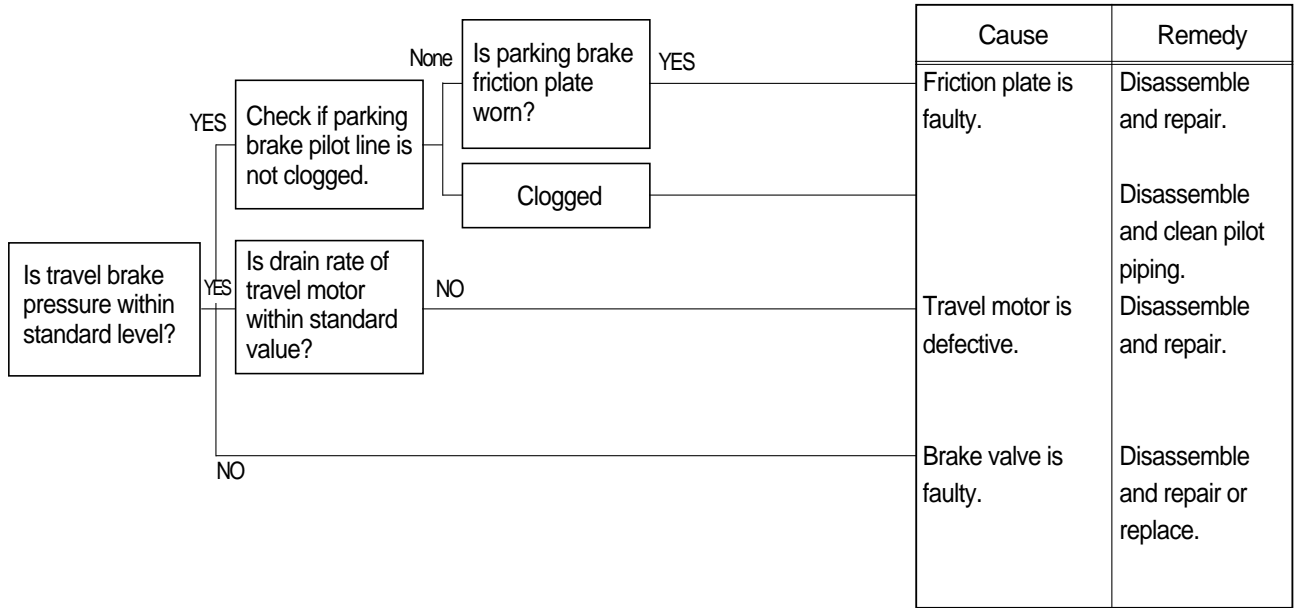 Cause
Remedy
None
Is parking brake
friction plate
worn?
YES
Friction plate is
faulty.
Disassemble
and repair.
YES
Check if parking
brake pilot line is
not clogged.
Clogged
Disassemble
and clean pilot
piping.
Is travel brake
pressure within
standard level?
YES
Is drain rate of
travel motor
within standard
value?
NO
Travel motor is
defective.
Disassemble
and repair.
NO
Brake valve is
faulty.
Disassemble
and repair or
replace.